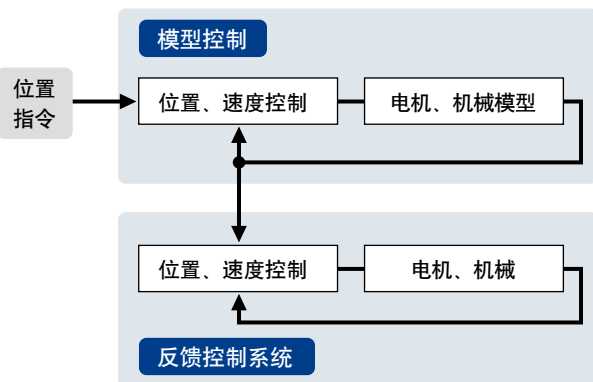 模型控制
位置
指令
位置、速度控制
电机、机械模型
位置、速度控制
电机、机械
反馈控制系统